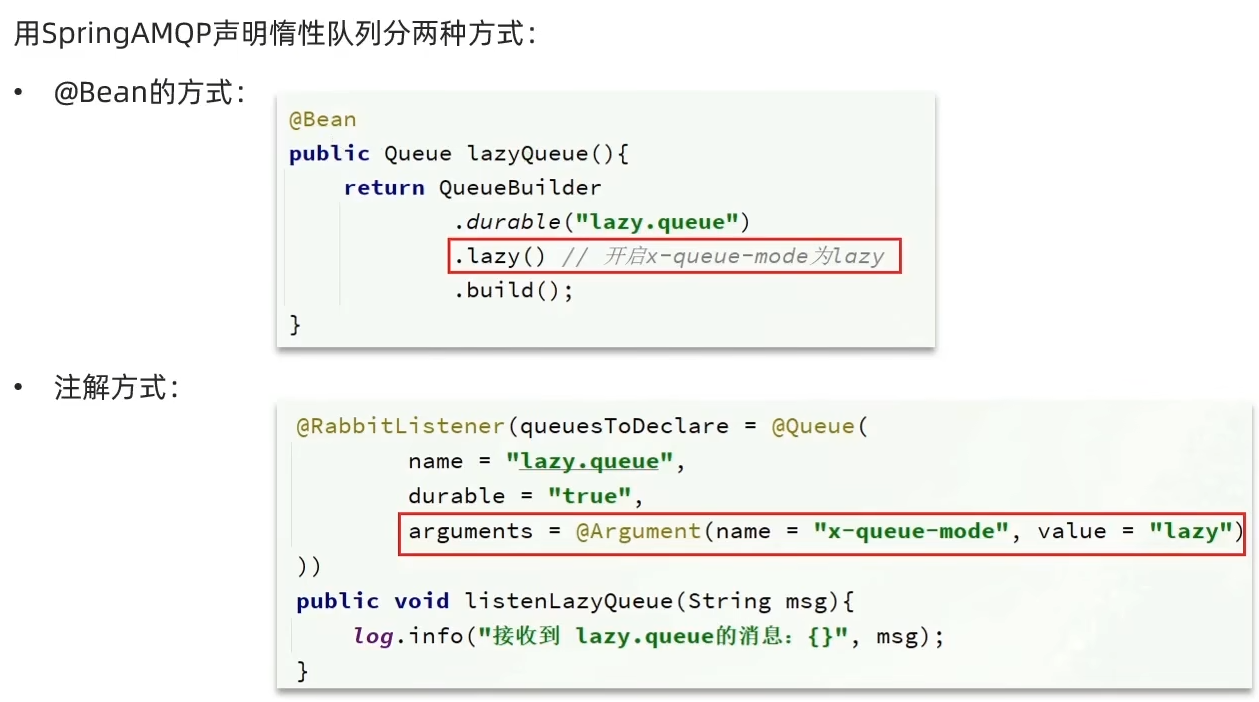 用SpringAMQP声明惰性队列分两种方式：
• @Bean的方式：
@Bean
public Queue lazyQueue(){
    return QueueBuilder
            .durable("lazy.queue")
            .lazy() // 开启x-queue-mode为lazy
            .build();
}
• 注解方式：
@RabbitListener(queuesToDeclare = @Queue(
        name = "lazy.queue",
        durable = "true",
        arguments = @Argument(name = "x-queue-mode", value = "lazy")
))
public void listenLazyQueue(String msg){
    log.info("接收到 lazy.queue的消息：{}", msg);
}